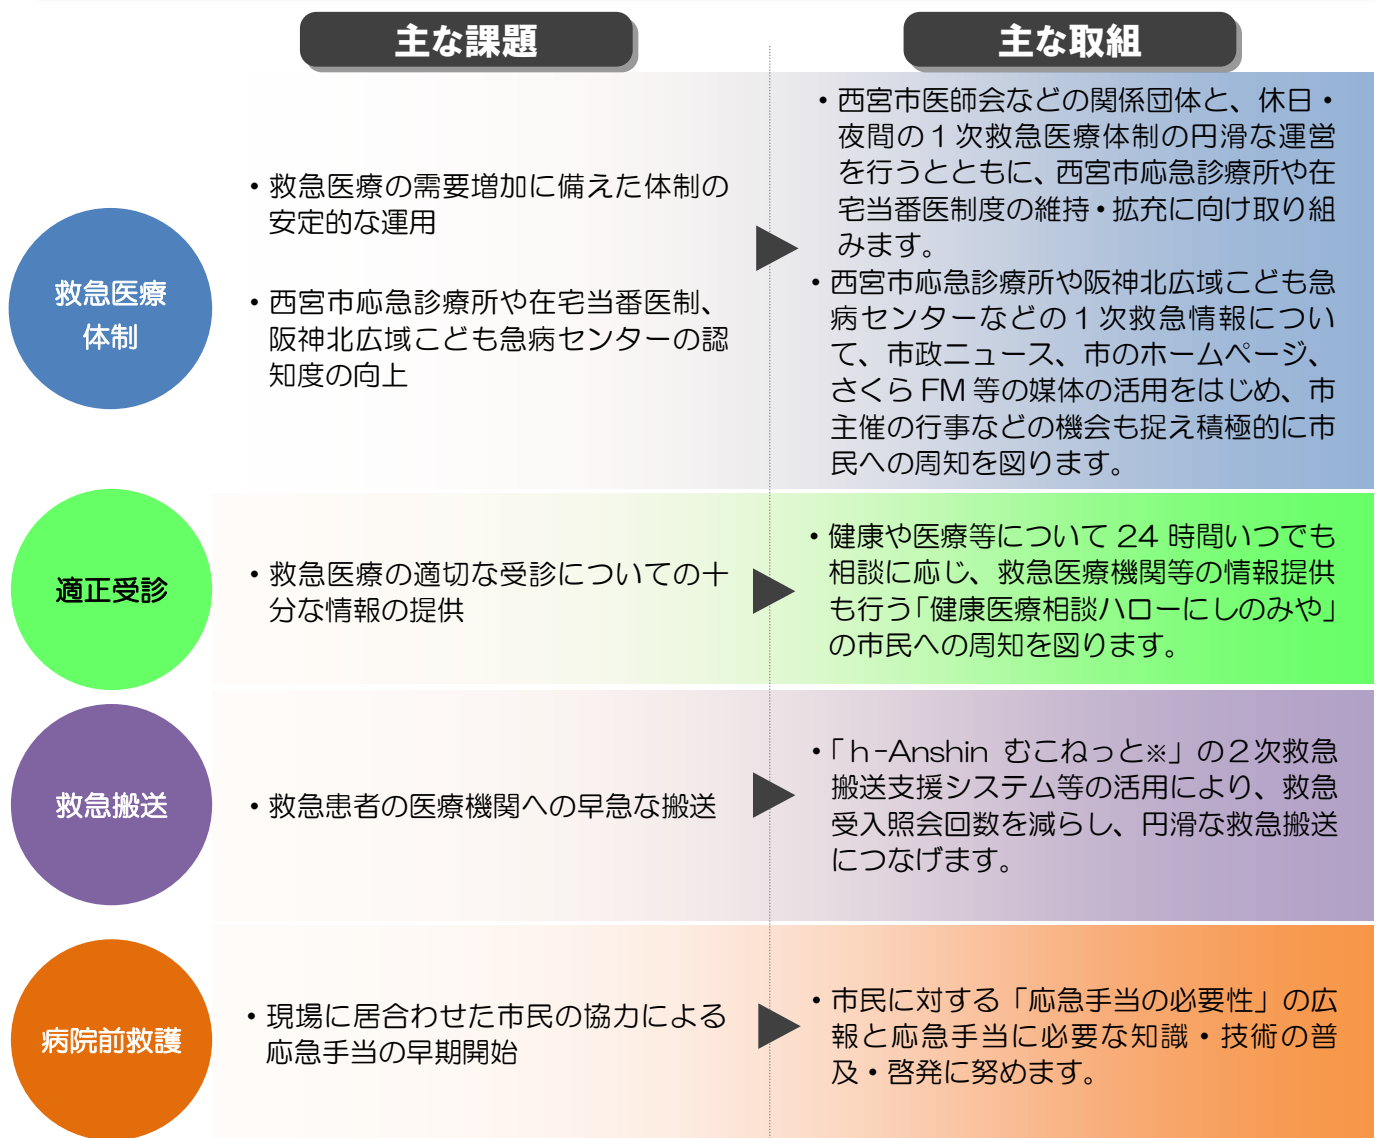 主な課題
主な取組
救急医療
体制
・救急医療の需要増加に備えた体制の
安定的な運用
・西宮市応急診療所や在宅当番医制、
阪神北広域こども急病センターの認
知度の向上
・西宮市医師会などの関係団体と、休日・
夜間の１次救急医療体制の円滑な運営
を行うとともに、西宮市応急診療所や在
宅当番医制度の維持・拡充に向け取り組
みます。
・西宮市応急診療所や阪神北広域こども急
病センターなどの１次救急情報につい
て、市政ニュース、市のホームページ、
さくら FM 等の媒体の活用をはじめ、市
主催の行事などの機会も捉え積極的に市
民への周知を図ります。
適正受診
・救急医療の適切な受診についての十
分な情報の提供
・健康や医療等について 24 時間いつでも
相談に応じ、救急医療機関等の情報提供
も行う「健康医療相談ハローにしのみや」
の市民への周知を図ります。
救急搬送
・救急患者の医療機関への早急な搬送
・「ｈ-Anshin むこねっと※」の２次救急
搬送支援システム等の活用により、救急
受入照会回数を減らし、円滑な救急搬送
につなげます。
病院前救護
・現場に居合わせた市民の協力による
応急手当の早期開始
・市民に対する「応急手当の必要性」の広
報と応急手当に必要な知識・技術の普
及・啓発に努めます。